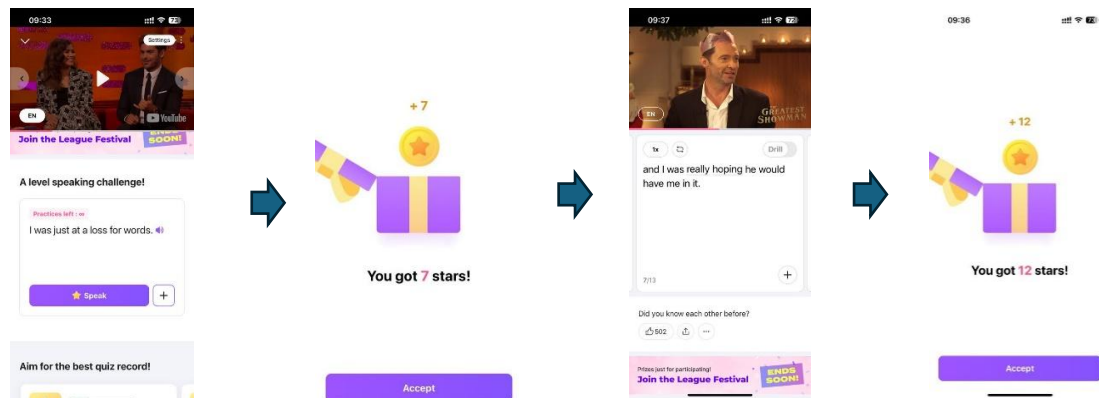 09:33
73
Settings
EN
YouTube
Join the League Festival
ENDS SOON!
A level speaking challenge!
Practices left : ∞
I was just at a loss for words.
Speak
+
Aim for the best quiz record!
+ 7
You got 7 stars!
Accept
09:37
72
EN
THE GREATEST
SHOWMAN
1x
Drill
and I was really hoping he would
have me in it.
7/13
+
Did you know each other before?
502
...
Prizes just for participating!
Join the League Festival
ENDS
SOON!
09:36
73
+ 12
You got 12 stars!
Accept